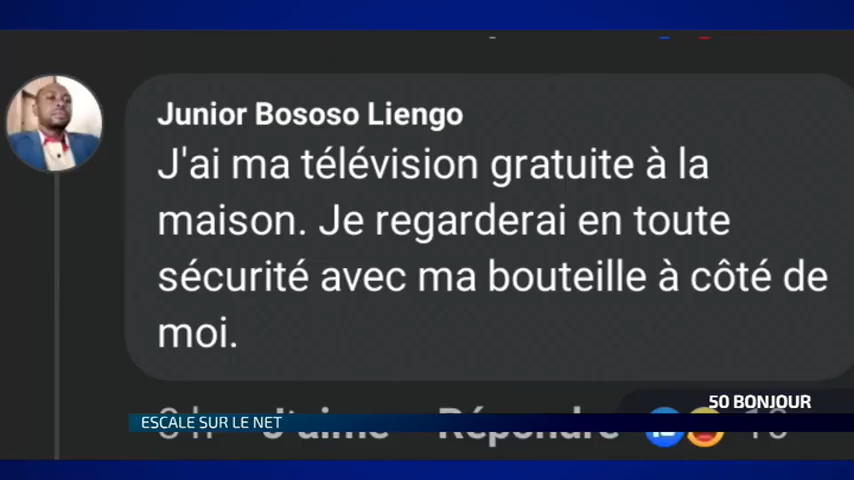 Junior Bososo Liengo
J'ai ma télévision gratuite à la
maison. Je regarderai en toute
sécurité avec ma bouteille à côté de
moi.
J'aime Répondre
50 BONJOUR
ESCALE SUR LE NET